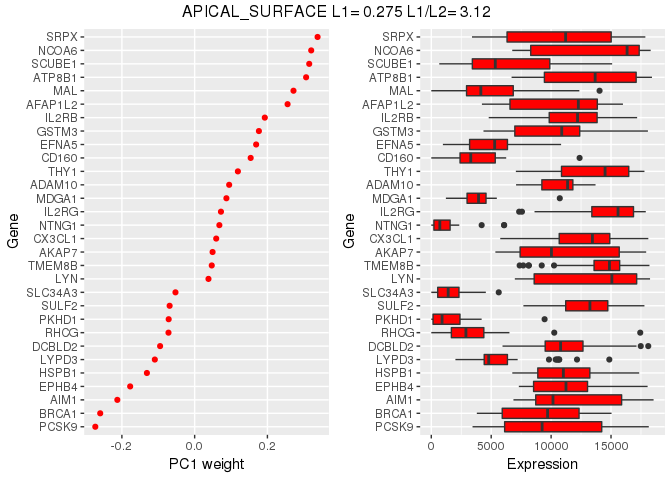 APICAL_SURFACE L1= 0.275 L1/L2= 3.12
Gene
SRPX
NCOA6
SCUBE1
ATP8B1
MAL
AFAP1L2
IL2RB
GSTM3
EFNA5
CD160
THY1
ADAM10
MDGA1
IL2RG
NTNG1
CX3CL1
AKAP7
TMEM8B
LYN
SLC34A3
SULF2
PKHD1
RHCG
DCBLD2
LYPD3
HSPB1
EPHB4
AIM1
BRCA1
PCSK9
-0.2 0.0 0.2
PC1 weight
Gene
SRPX
NCOA6
SCUBE1
ATP8B1
MAL
AFAP1L2
IL2RB
GSTM3
EFNA5
CD160
THY1
ADAM10
MDGA1
IL2RG
NTNG1
CX3CL1
AKAP7
TMEM8B
LYN
SLC34A3
SULF2
PKHD1
RHCG
DCBLD2
LYPD3
HSPB1
EPHB4
AIM1
BRCA1
PCSK9
0 5000 10000 15000
Expression